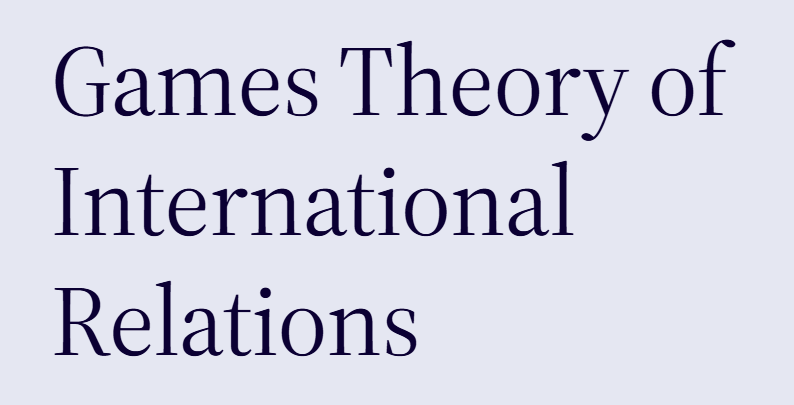 Games Theory of
International
Relations